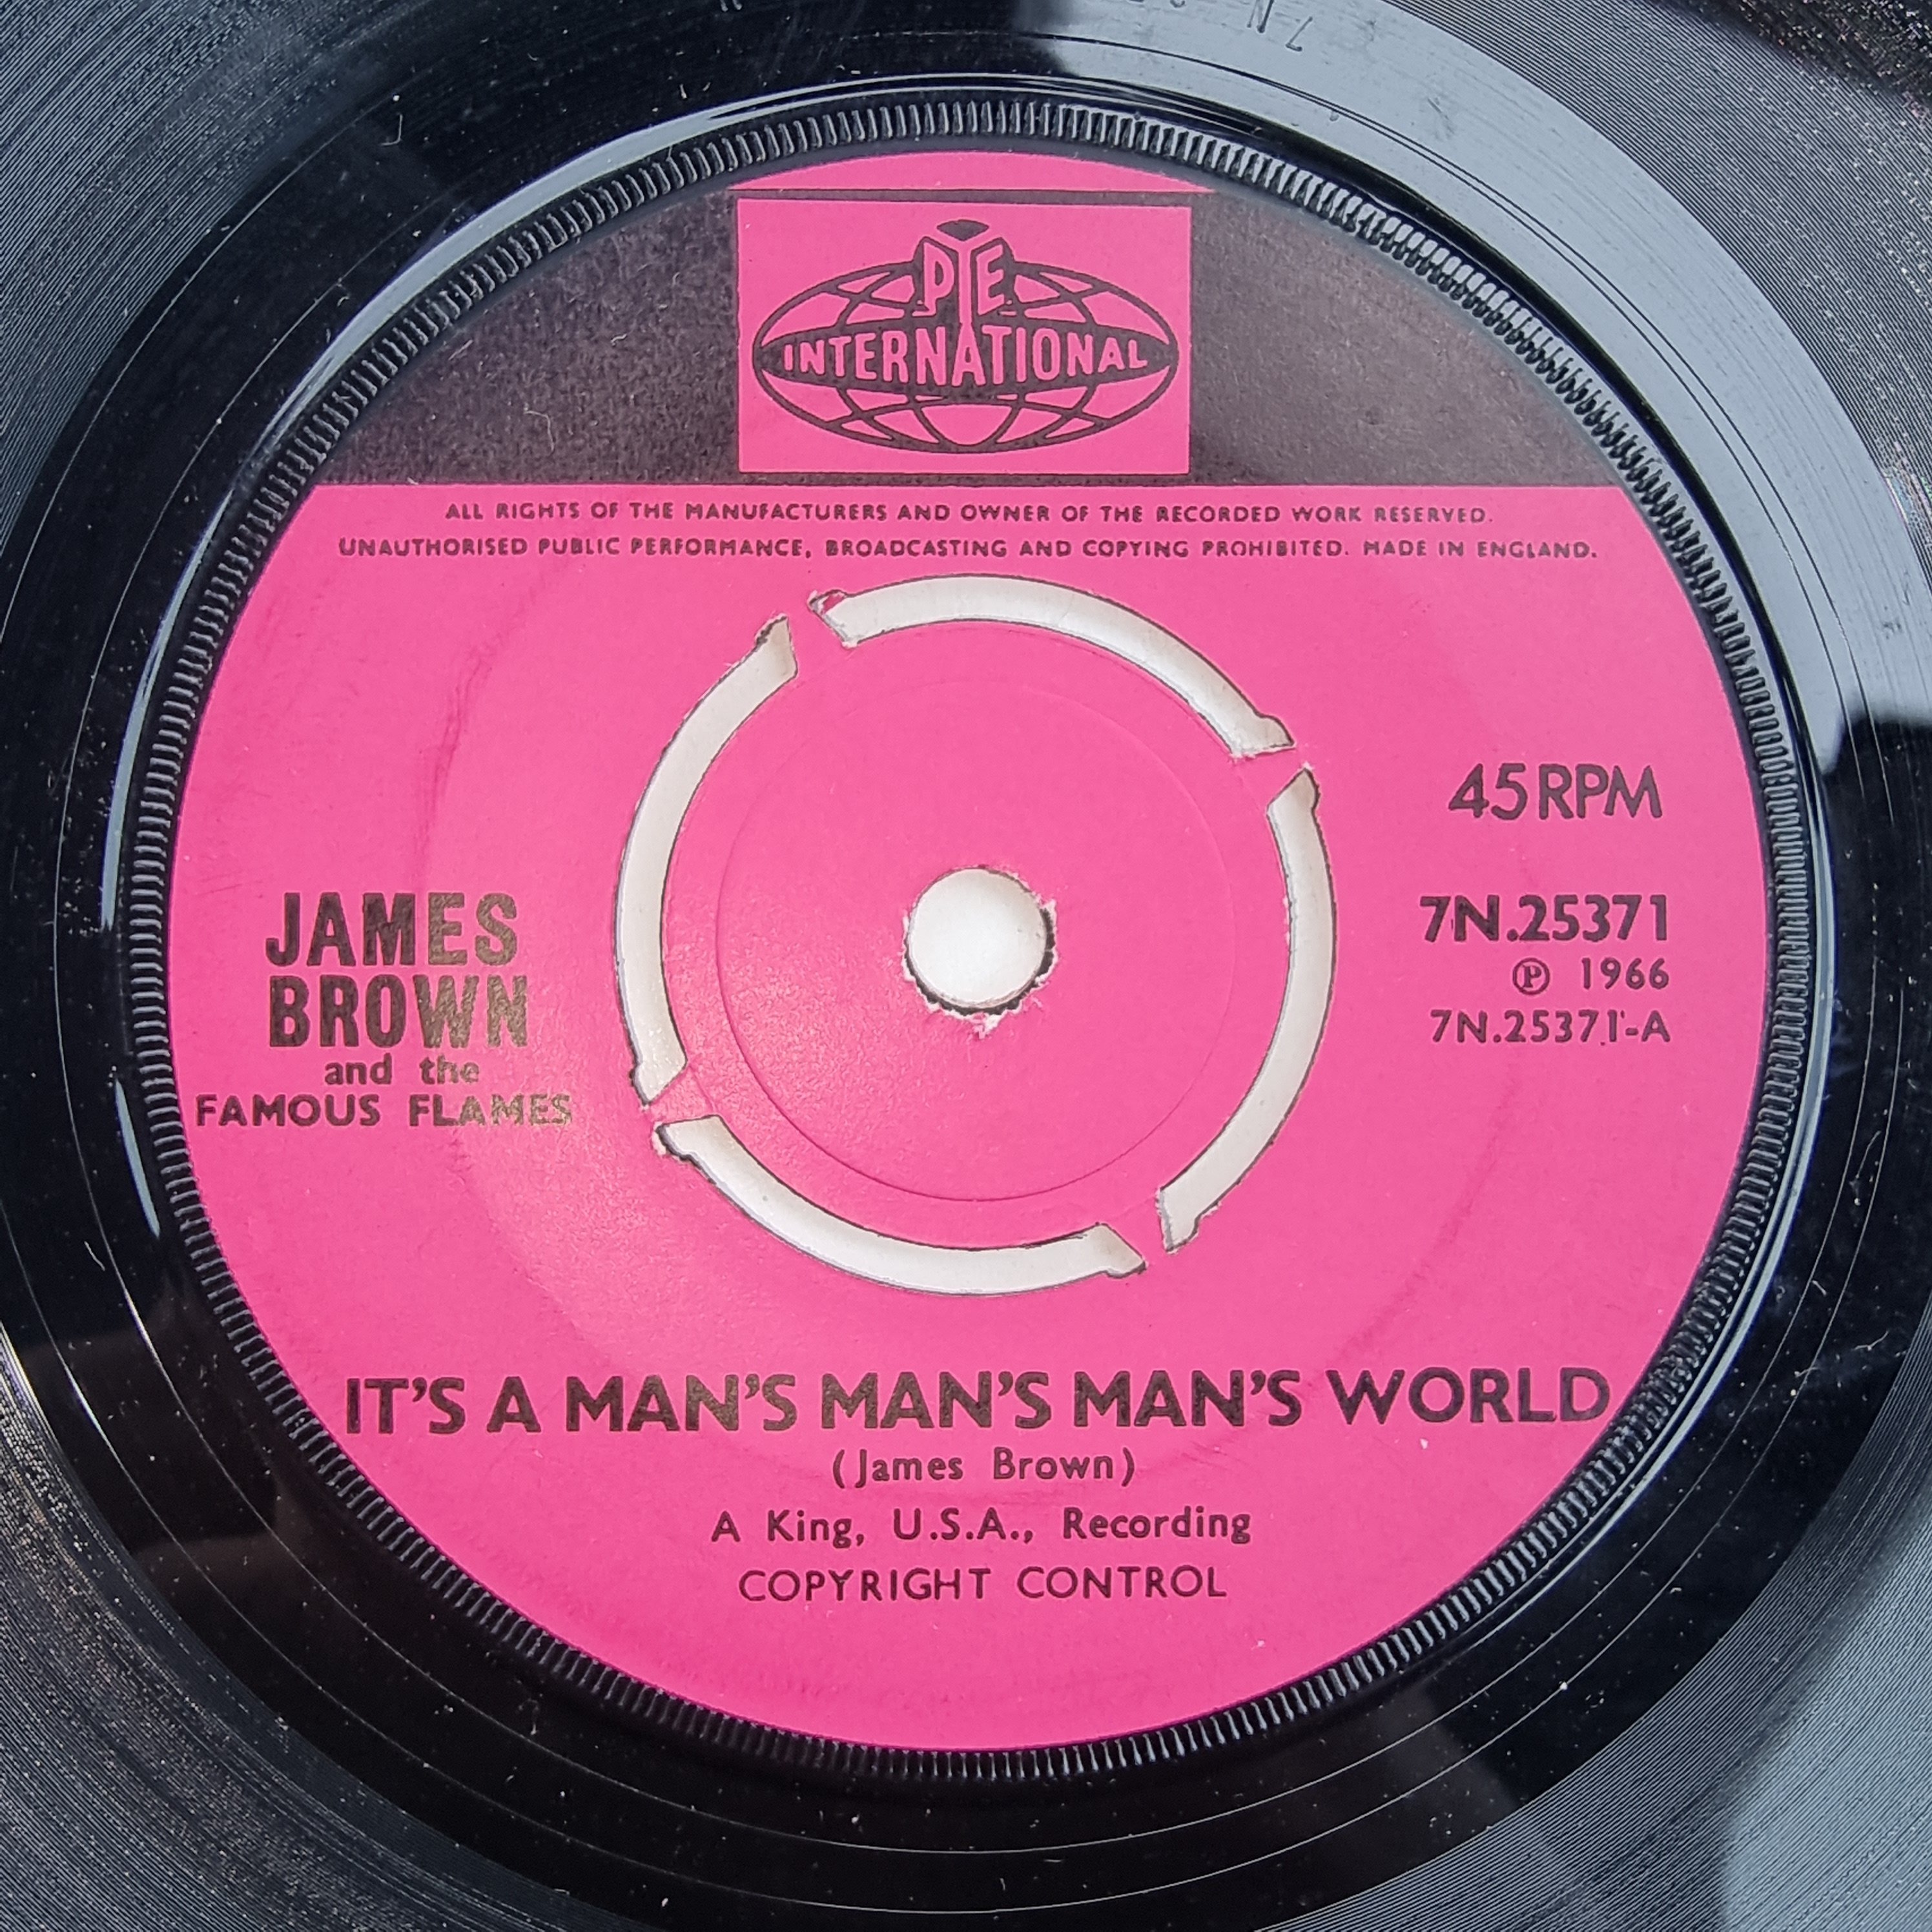 PYE
INTERNATIONAL
ALL RIGHTS OF THE MANUFACTURERS AND OWNER OF THE RECORDED WORK RESERVED.
UNAUTHORISED PUBLIC PERFORMANCE, BROADCASTING AND COPYING PROHIBITED. MADE IN ENGLAND.
45 RPM
7N.25371
℗ 1966
7N.25371-A
JAMES
BROWN
and the
FAMOUS FLAMES
IT'S A MAN'S MAN'S MAN'S WORLD
(James Brown)
A King, U.S.A., Recording
COPYRIGHT CONTROL